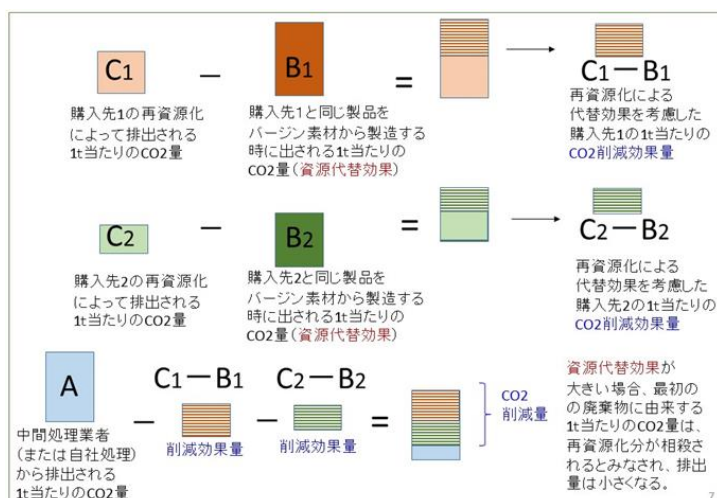 C1
−
B1
=
C1−B1
購入先1の再資源化
によって排出される
1t当たりのCO2量
購入先1と同じ製品を
バージン素材から製造する
時に出される1t当たりの
CO2量(資源代替効果)
再資源化による
代替効果を考慮した
購入先1の1t当たりの
CO2削減効果量
C2
−
B2
=
C2−B2
購入先2の再資源化
によって排出される
1t当たりのCO2量
購入先2と同じ製品を
バージン素材から製造する
時に出される1t当たりの
CO2量(資源代替効果)
再資源化による
代替効果を考慮した
購入先2の1t当たりの
CO2削減効果量
A
−
C1−B1
削減効果量
−
C2−B2
削減効果量
=
CO2
削減量
中間処理業者
(または自社処理)
から排出される
1t当たりのCO2量
資源代替効果が
大きい場合、最初の
の廃棄物に由来する
1t当たりのCO2量は、
再資源化分が相殺さ
れるとみなされ、排出
量は小さくなる。
7